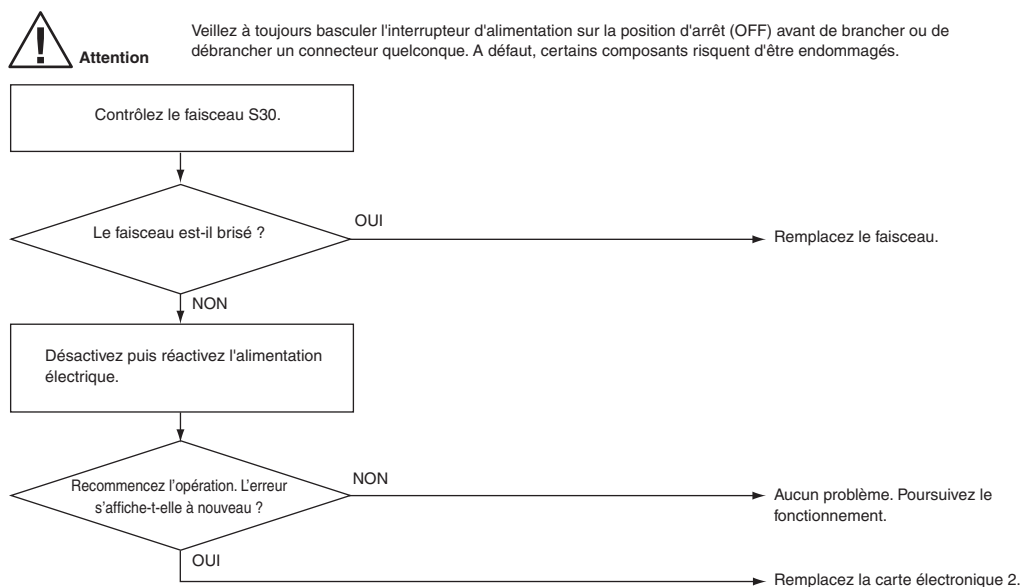 Attention
Veillez à toujours basculer l'interrupteur d'alimentation sur la position d'arrêt (OFF) avant de brancher ou de
débrancher un connecteur quelconque. A défaut, certains composants risquent d'être endommagés.
Contrôlez le faisceau S30.
Le faisceau est-il brisé ?
OUI
Remplacez le faisceau.
NON
Désactivez puis réactivez l'alimentation
électrique.
Recommencez l'opération. L'erreur
s'affiche-t-elle à nouveau ?
NON
Aucun problème. Poursuivez le
fonctionnement.
OUI
Remplacez la carte électronique 2.